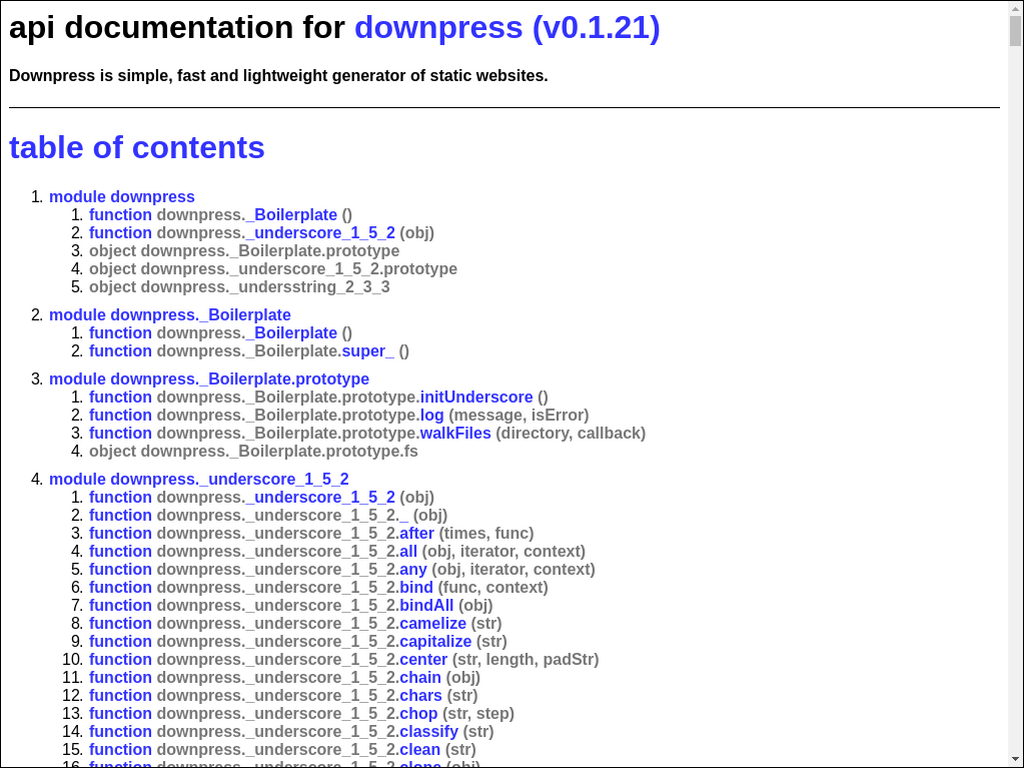 api documentation for downpress (v0.1.21)
Downpress is simple, fast and lightweight generator of static websites.
table of contents
1. module downpress
1. function downpress._Boilerplate ()
2. function downpress._underscore_1_5_2 (obj)
3. object downpress._Boilerplate.prototype
4. object downpress._underscore_1_5_2.prototype
5. object downpress._undersstring_2_3_3
2. module downpress._Boilerplate
1. function downpress._Boilerplate ()
2. function downpress._Boilerplate.super_ ()
3. module downpress._Boilerplate.prototype
1. function downpress._Boilerplate.prototype.initUnderscore ()
2. function downpress._Boilerplate.prototype.log (message, isError)
3. function downpress._Boilerplate.prototype.walkFiles (directory, callback)
4. object downpress._Boilerplate.prototype.fs
4. module downpress._underscore_1_5_2
1. function downpress._underscore_1_5_2 (obj)
2. function downpress._underscore_1_5_2._ (obj)
3. function downpress._underscore_1_5_2.after (times, func)
4. function downpress._underscore_1_5_2.all (obj, iterator, context)
5. function downpress._underscore_1_5_2.any (obj, iterator, context)
6. function downpress._underscore_1_5_2.bind (func, context)
7. function downpress._underscore_1_5_2.bindAll (obj)
8. function downpress._underscore_1_5_2.camelize (str)
9. function downpress._underscore_1_5_2.capitalize (str)
10. function downpress._underscore_1_5_2.center (str, length, padStr)
11. function downpress._underscore_1_5_2.chain (obj)
12. function downpress._underscore_1_5_2.chars (str)
13. function downpress._underscore_1_5_2.chop (str, step)
14. function downpress._underscore_1_5_2.classify (str)
15. function downpress._underscore_1_5_2.clean (str)
16. function downpress._underscore_1_5_2.clone (obj)